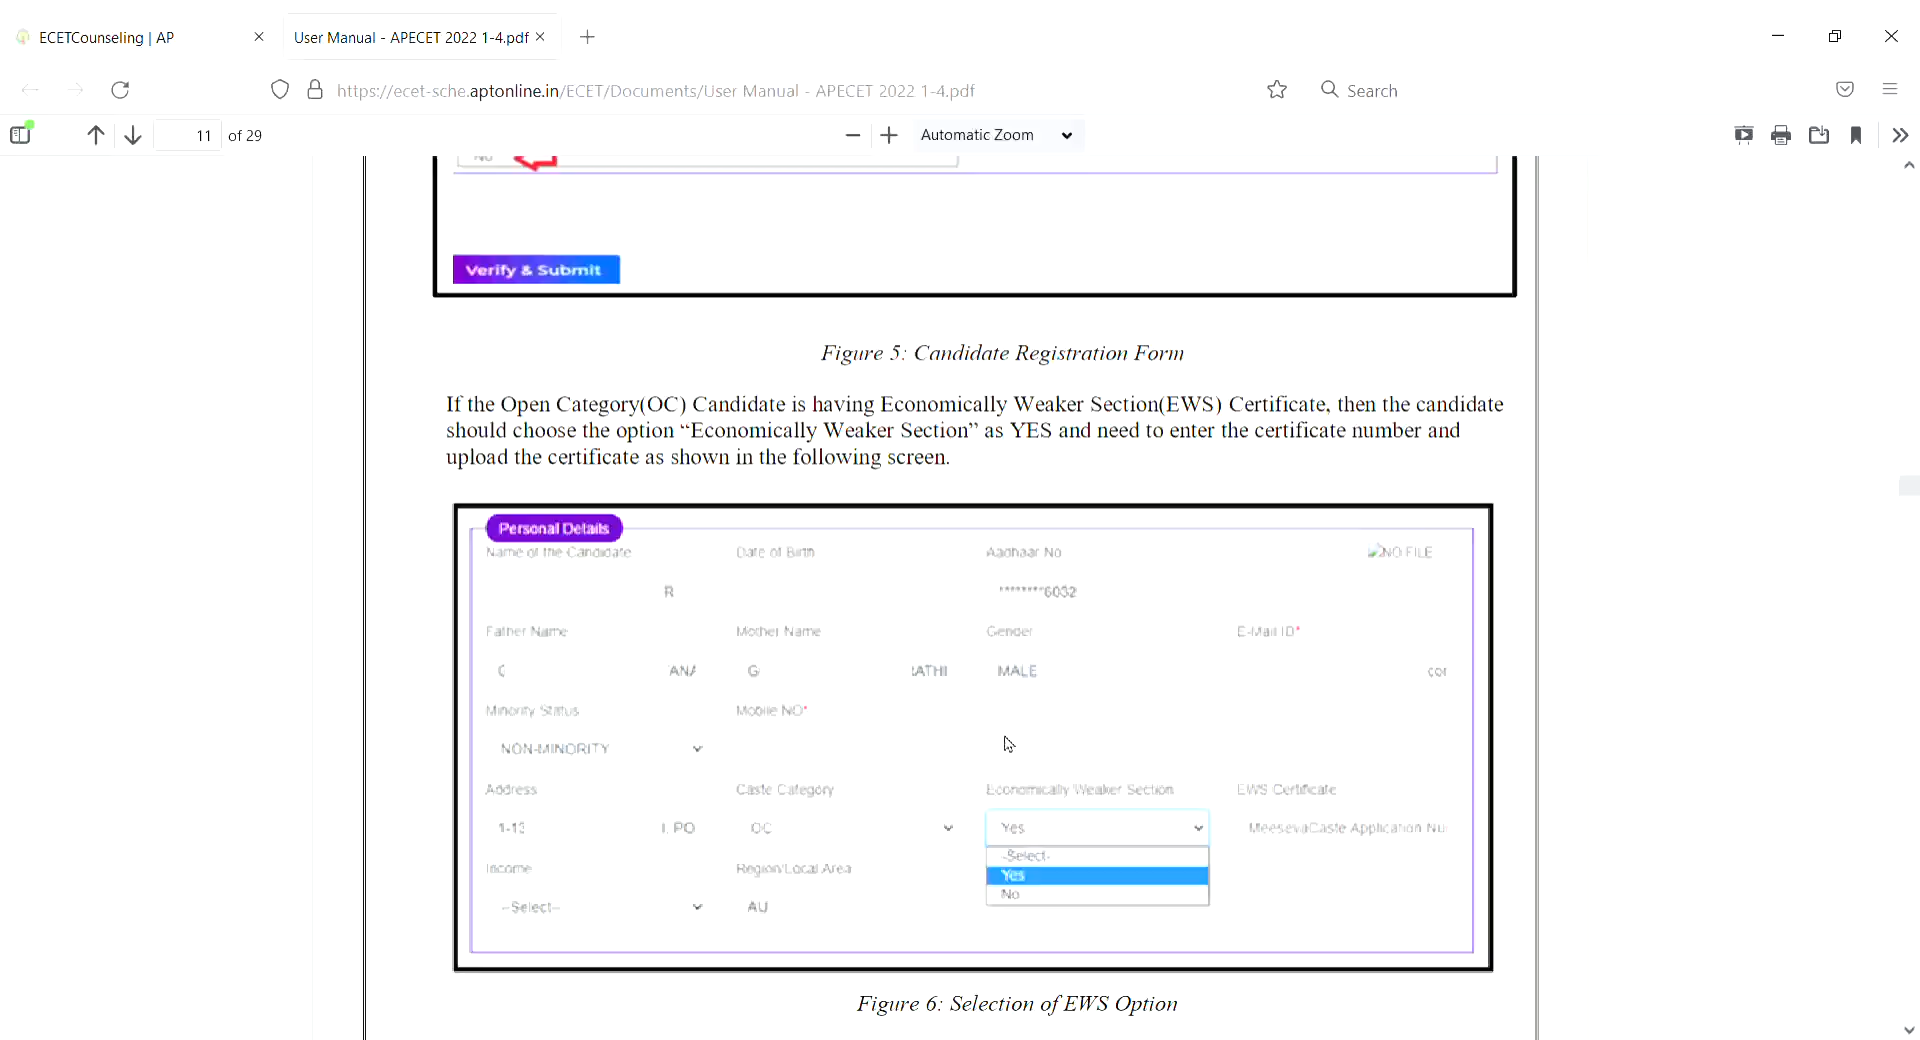 ECETCounseling | AP
User Manual - APECET 2022 1-4.pdf
https://ecet-sche.aptonline.in/ECET/Documents/User Manual - APECET 2022 1-4.pdf
Search
11 of 29
Automatic Zoom
Verify & Submit
Figure 5: Candidate Registration Form
If the Open Category(OC) Candidate is having Economically Weaker Section(EWS) Certificate, then the candidate
should choose the option “Economically Weaker Section” as YES and need to enter the certificate number and
upload the certificate as shown in the following screen.
Personal Details
Name of the Candidate Date of Birth Aadhaar No NO FILE
R ********6032
Father Name Mother Name Gender E-Mail ID*
ANA G MALE
Minority Status Mobile NO*
NON-MINORITY
Address Caste Category Economically Weaker Section EWS Certificate
1-13 PO OC Yes MeesevaCaste Application Nu
-Select-
Income Region/Local Area Yes
No
--Select-- AU
Figure 6: Selection of EWS Option